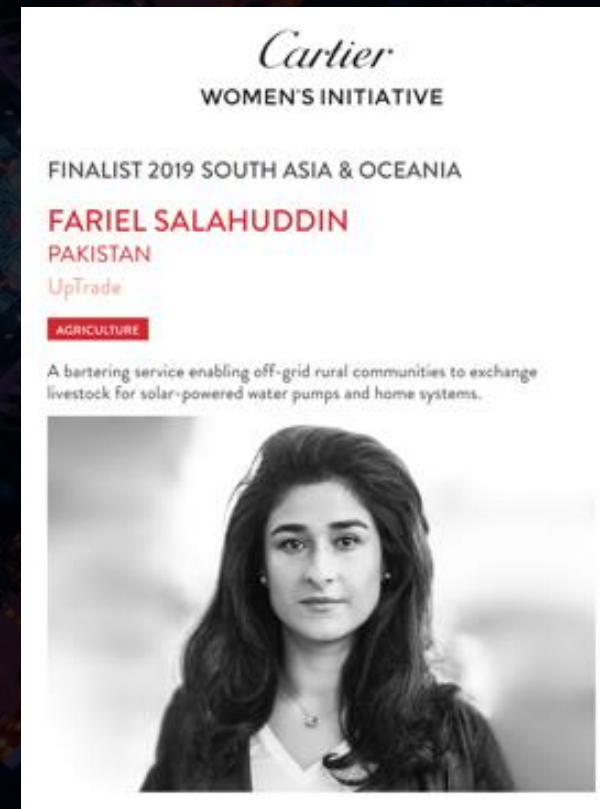 Cartier
WOMEN'S INITIATIVE
FINALIST 2019 SOUTH ASIA & OCEANIA
FARIEL SALAHUDDIN
PAKISTAN
UpTrade
AGRICULTURE
A bartering service enabling off-grid rural communities to exchange
livestock for solar-powered water pumps and home systems.